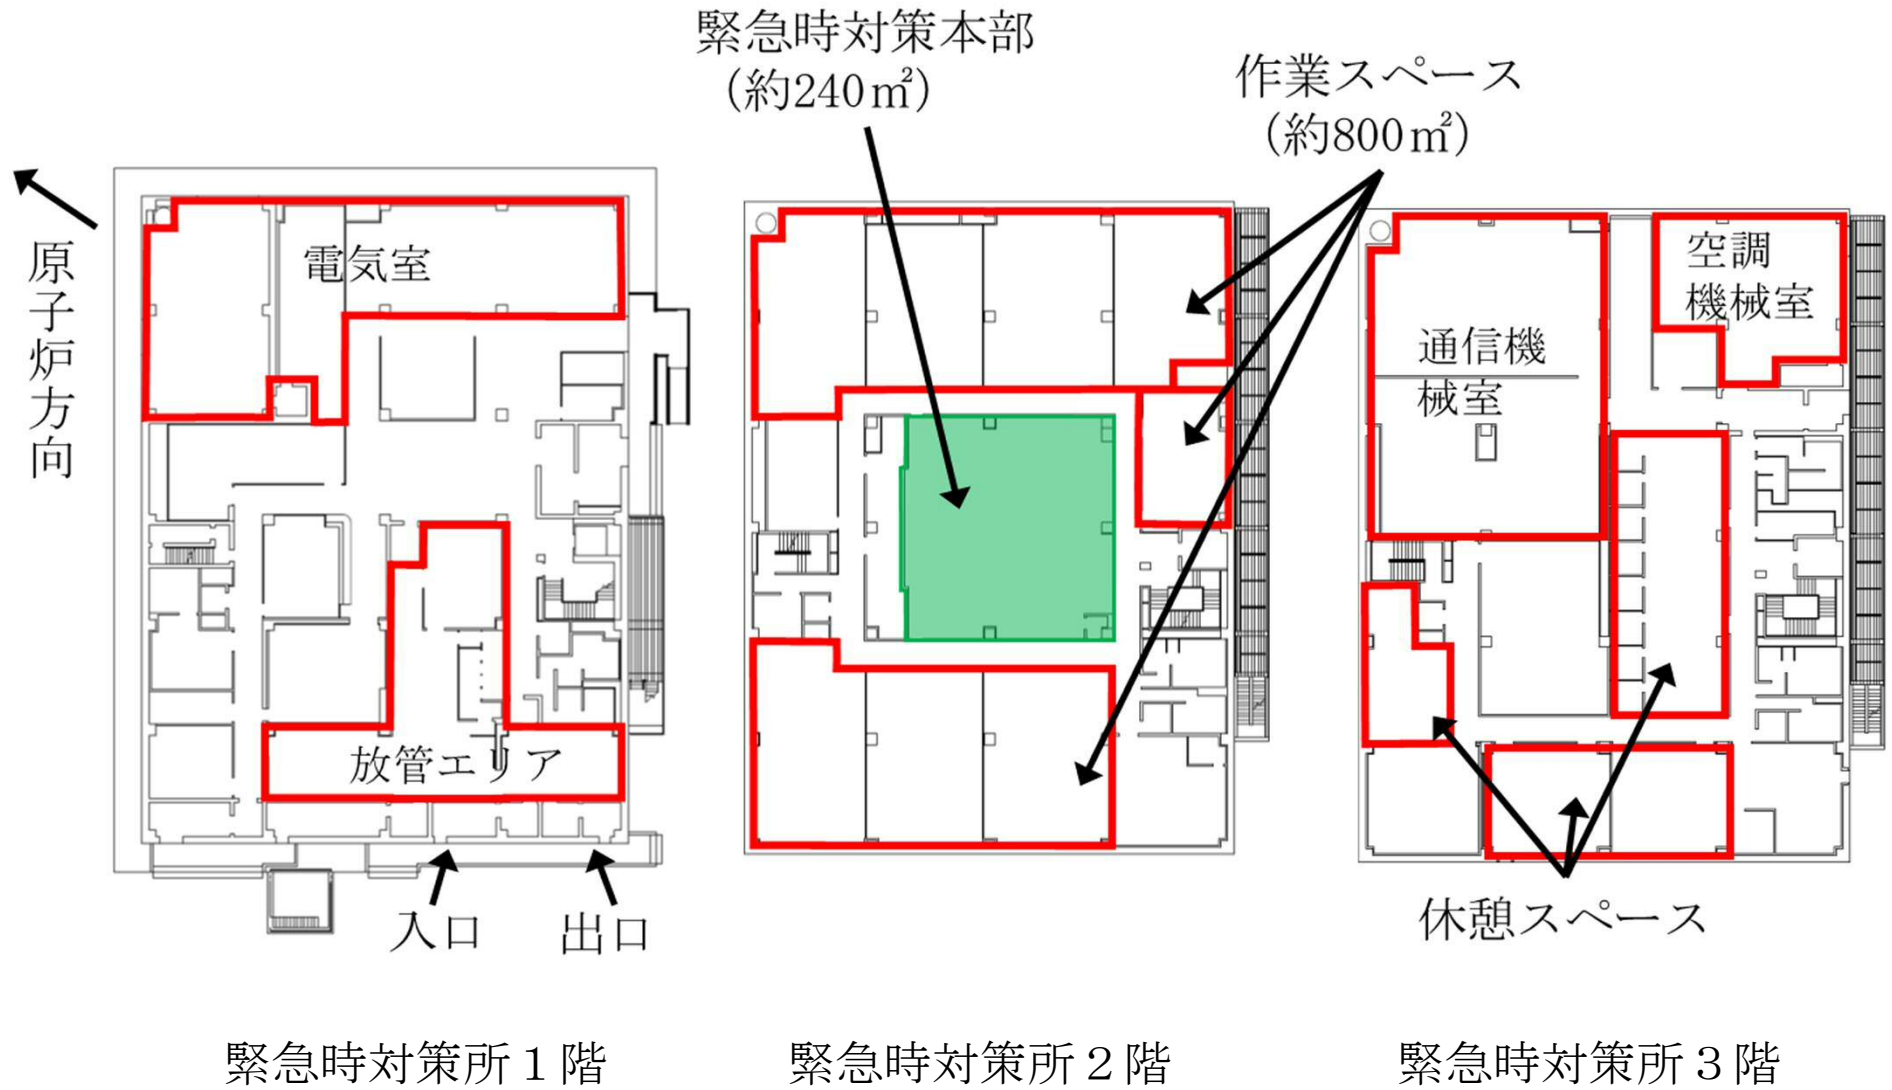 緊急時対策本部
(約240㎡)
作業スペース
(約800㎡)
原子炉方向
電気室
放管エリア
入口
出口
空調
機械室
通信機
械室
休憩スペース
緊急時対策所１階
緊急時対策所２階
緊急時対策所３階